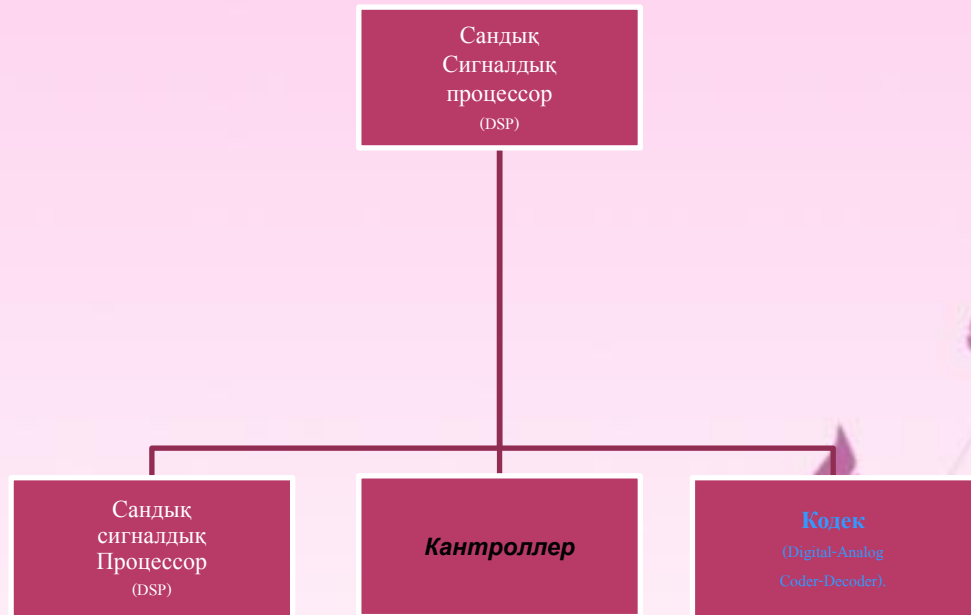 Сандық
Сигналдық
процессор
(DSP)
Сандық
сигналдық
Процессор
(DSP)
Кантроллер
Кодек
(Digital-Analog
Coder-Decoder).